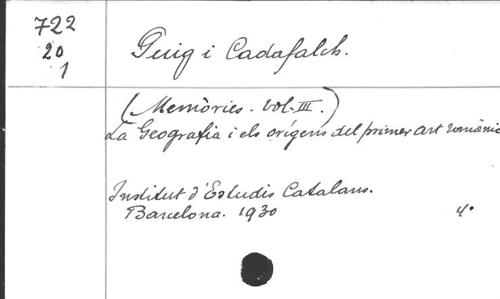 722
20
1
Puig i Cadafalch.
(Memòries. Vol. III.)
La Geografia i els orígens del primer art romànic
Institut d'Estudis Catalans.
Barcelona. 1930
4º